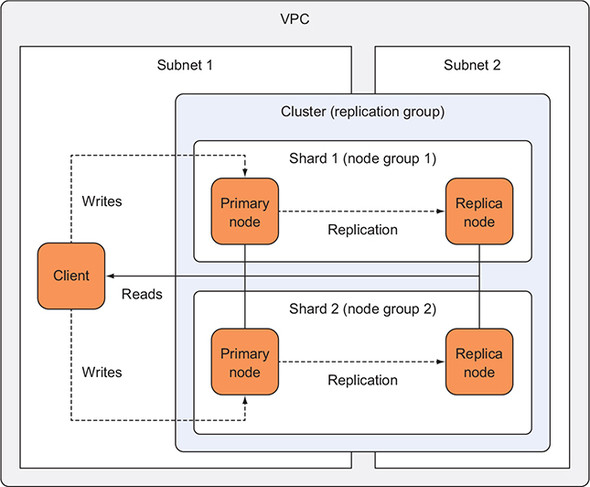 VPC
Subnet 1
Subnet 2
Cluster (replication group)
Shard 1 (node group 1)
Writes
Primary
node
Replication
Replica
node
Client
Reads
Shard 2 (node group 2)
Writes
Primary
node
Replication
Replica
node